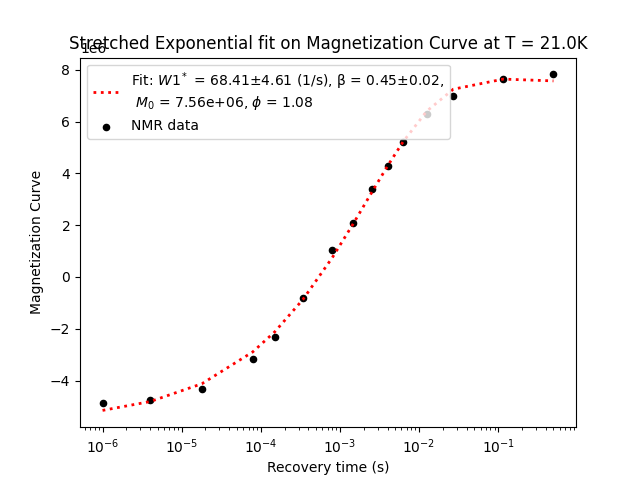 Stretched Exponential fit on Magnetization Curve at T = 21.0K
1e6
Fit: W1* = 68.41±4.61 (1/s), β = 0.45±0.02,
M₀ = 7.56e+06, ϕ = 1.08
NMR data
8
6
4
2
0
−2
−4
Magnetization Curve
10⁻⁶ 10⁻⁵ 10⁻⁴ 10⁻³ 10⁻² 10⁻¹
Recovery time (s)